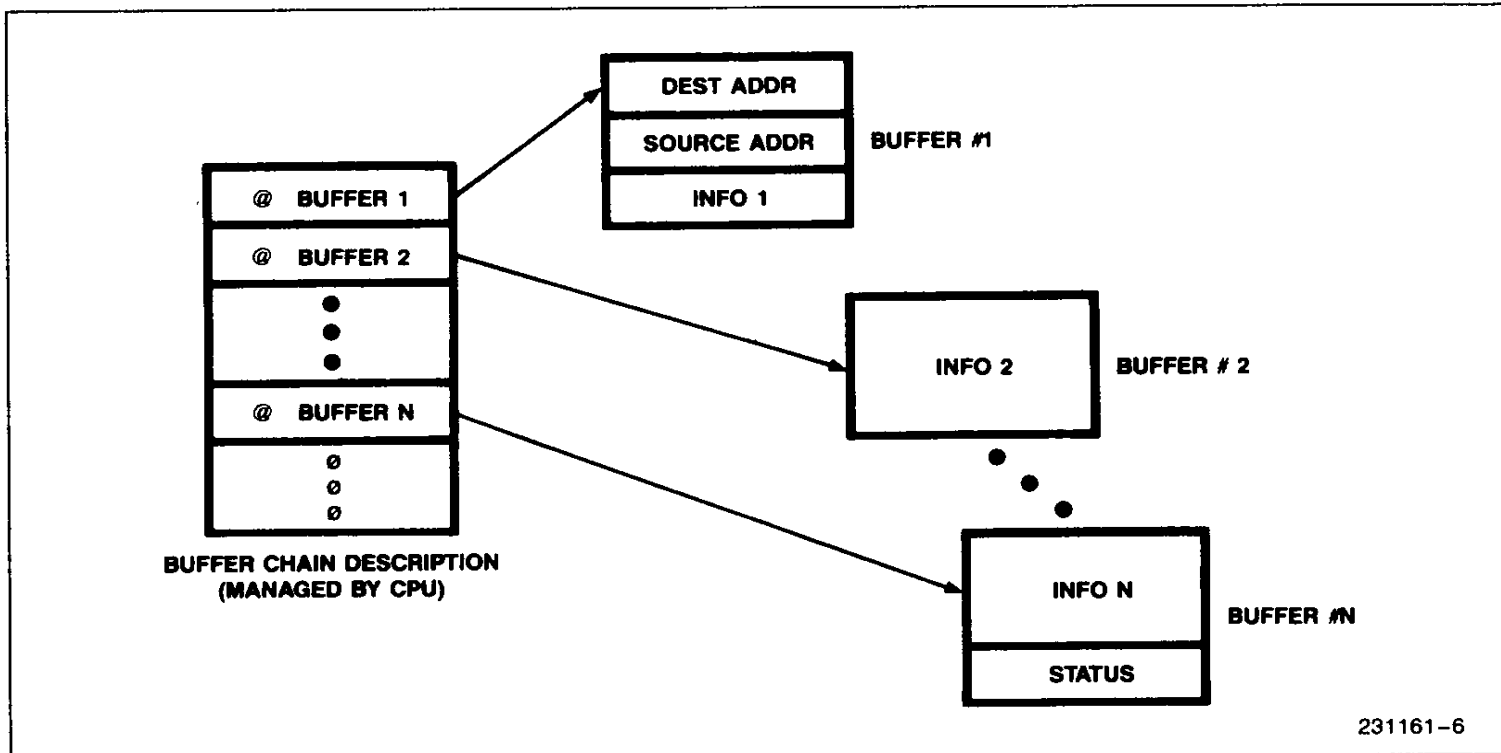 DEST ADDR
SOURCE ADDR
INFO 1
BUFFER #1
@ BUFFER 1
@ BUFFER 2
@ BUFFER N
Ø
Ø
Ø
BUFFER CHAIN DESCRIPTION
(MANAGED BY CPU)
INFO 2
BUFFER # 2
INFO N
STATUS
BUFFER #N
231161-6